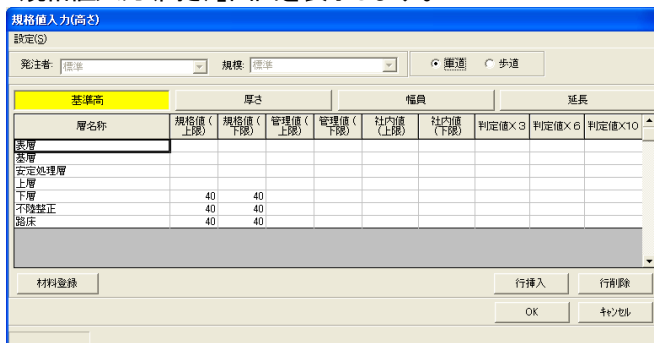 規格値入力(高さ)
設定(S)
発注者: 標準 規模: 標準 車道 歩道
基準高 厚さ 幅員 延長
層名称 規格値(上限) 規格値(下限) 管理値(上限) 管理値(下限) 社内値(上限) 社内値(下限) 判定値×3 判定値×6 判定値×10
表層
基層
安定処理層
上層
下層 40 40
不陸整正 40 40
路床 40 40
材料登録 行挿入 行削除
OK ｷｬﾝｾﾙ